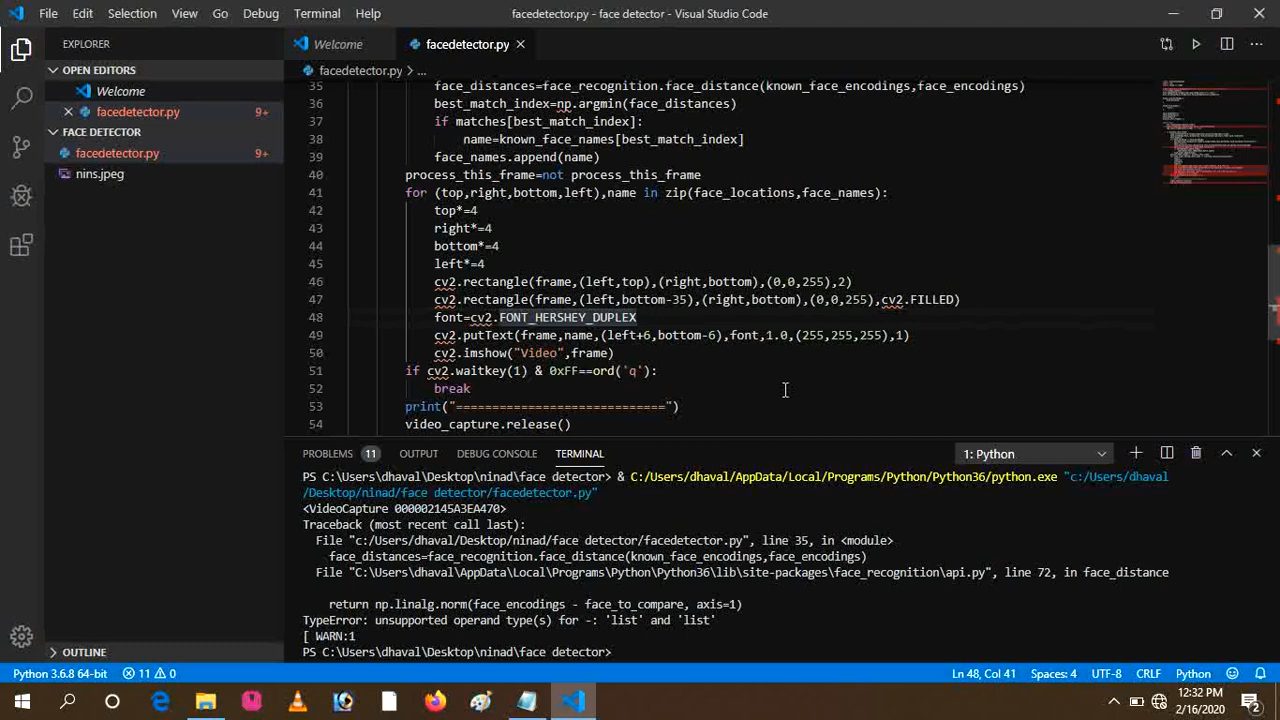 File Edit Selection View Go Debug Terminal Help facedetector.py - face detector - Visual Studio Code
EXPLORER
OPEN EDITORS
Welcome
facedetector.py 9+
FACE DETECTOR
facedetector.py 9+
nins.jpeg
OUTLINE
Welcome facedetector.py
facedetector.py > ...
35 face_distances=face_recognition.face_distance(known_face_encodings,face_encodings)
36 best_match_index=np.argmin(face_distances)
37 if matches[best_match_index]:
38 name=known_face_names[best_match_index]
39 face_names.append(name)
40 process_this_frame=not process_this_frame
41 for (top,right,bottom,left),name in zip(face_locations,face_names):
42 top*=4
43 right*=4
44 bottom*=4
45 left*=4
46 cv2.rectangle(frame,(left,top),(right,bottom),(0,0,255),2)
47 cv2.rectangle(frame,(left,bottom-35),(right,bottom),(0,0,255),cv2.FILLED)
48 font=cv2.FONT_HERSHEY_DUPLEX
49 cv2.putText(frame,name,(left+6,bottom-6),font,1.0,(255,255,255),1)
50 cv2.imshow("Video",frame)
51 if cv2.waitkey(1) & 0xFF==ord('q'):
52 break
53 print("=============================")
54 video_capture.release()
PROBLEMS 11 OUTPUT DEBUG CONSOLE TERMINAL 1: Python
PS C:\Users\dhaval\Desktop\ninad\face detector> & C:/Users/dhaval/AppData/Local/Programs/Python/Python36/python.exe "c:/Users/dhaval
/Desktop/ninad/face detector/facedetector.py"
<VideoCapture 000002145A3EA470>
Traceback (most recent call last):
File "c:/Users/dhaval/Desktop/ninad/face detector/facedetector.py", line 35, in <module>
face_distances=face_recognition.face_distance(known_face_encodings,face_encodings)
File "C:\Users\dhaval\AppData\Local\Programs\Python\Python36\lib\site-packages\face_recognition\api.py", line 72, in face_distance
return np.linalg.norm(face_encodings - face_to_compare, axis=1)
TypeError: unsupported operand type(s) for -: 'list' and 'list'
[ WARN:1
PS C:\Users\dhaval\Desktop\ninad\face detector>
Python 3.6.8 64-bit 11 0 Ln 48, Col 41 Spaces: 4 UTF-8 CRLF Python
12:32 PM
2/16/2020
2